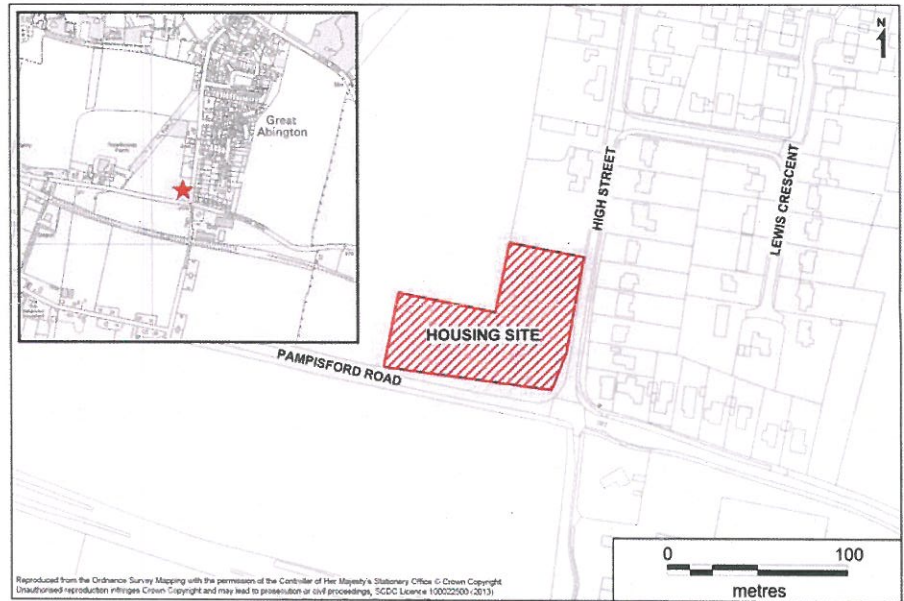 Great
Abington
N
HIGH STREET
LEWIS CRESCENT
HOUSING SITE
PAMPISFORD ROAD
0 100
metres
Reproduced from the Ordnance Survey Mapping with the permission of the Controller of Her Majesty's Stationery Office © Crown Copyright
Unauthorised reproduction infringes Crown Copyright and may lead to prosecution or civil proceedings, SCDC Licence 100022500 (2013)